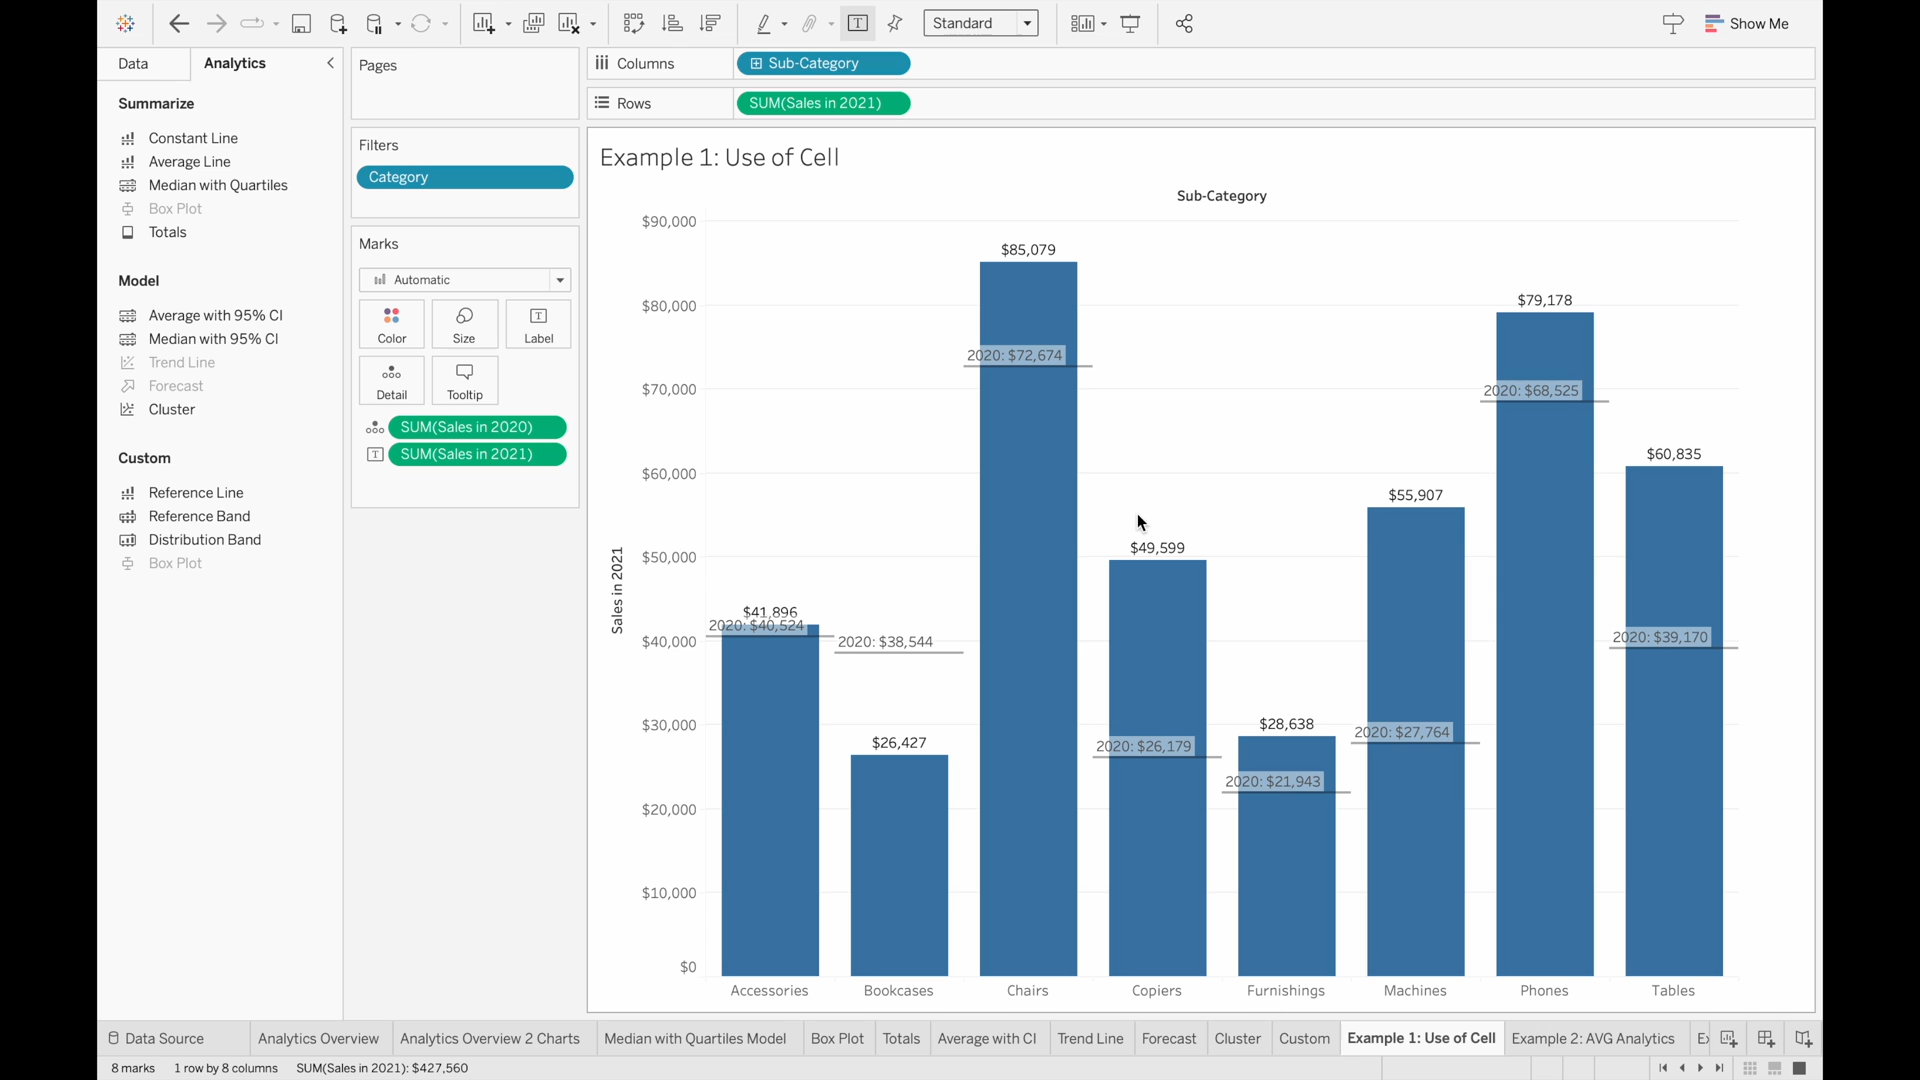 Standard
Show Me
Data
Analytics
Summarize
Constant Line
Average Line
Median with Quartiles
Box Plot
Totals
Model
Average with 95% CI
Median with 95% CI
Trend Line
Forecast
Cluster
Custom
Reference Line
Reference Band
Distribution Band
Box Plot
Pages
Filters
Category
Marks
Automatic
Color
Size
Label
Detail
Tooltip
SUM(Sales in 2020)
SUM(Sales in 2021)
Columns
Sub-Category
Rows
SUM(Sales in 2021)
Example 1: Use of Cell
Sub-Category
Sales in 2021
$90,000
$80,000
$70,000
$60,000
$50,000
$40,000
$30,000
$20,000
$10,000
$0
$41,896
2020: $40,524
2020: $38,544
$26,427
$85,079
2020: $72,674
$49,599
2020: $26,179
$28,638
2020: $21,943
$55,907
2020: $27,764
$79,178
2020: $68,525
$60,835
2020: $39,170
Accessories
Bookcases
Chairs
Copiers
Furnishings
Machines
Phones
Tables
Data Source
Analytics Overview
Analytics Overview 2 Charts
Median with Quartiles Model
Box Plot
Totals
Average with CI
Trend Line
Forecast
Cluster
Custom
Example 1: Use of Cell
Example 2: AVG Analytics
8 marks
1 row by 8 columns
SUM(Sales in 2021): $427,560